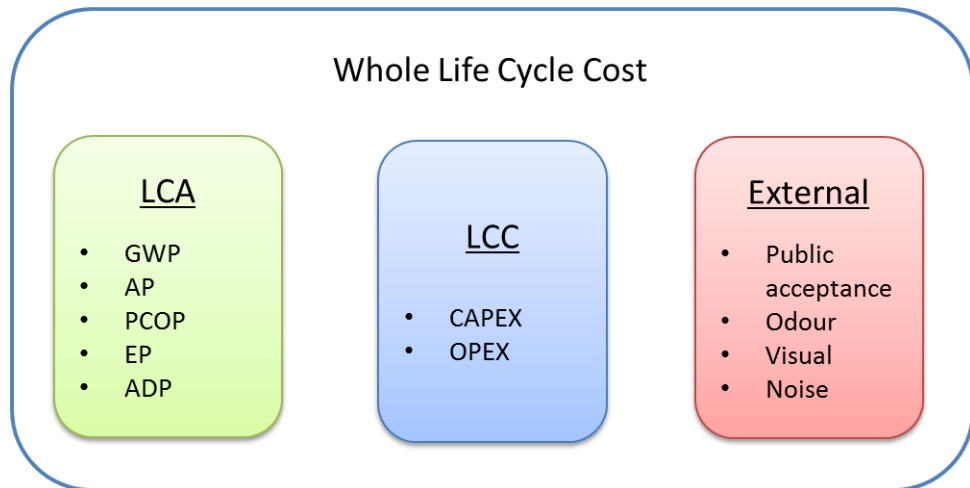 Whole Life Cycle Cost
LCA
• GWP
• AP
• PCOP
• EP
• ADP
LCC
• CAPEX
• OPEX
External
• Public
acceptance
• Odour
• Visual
• Noise